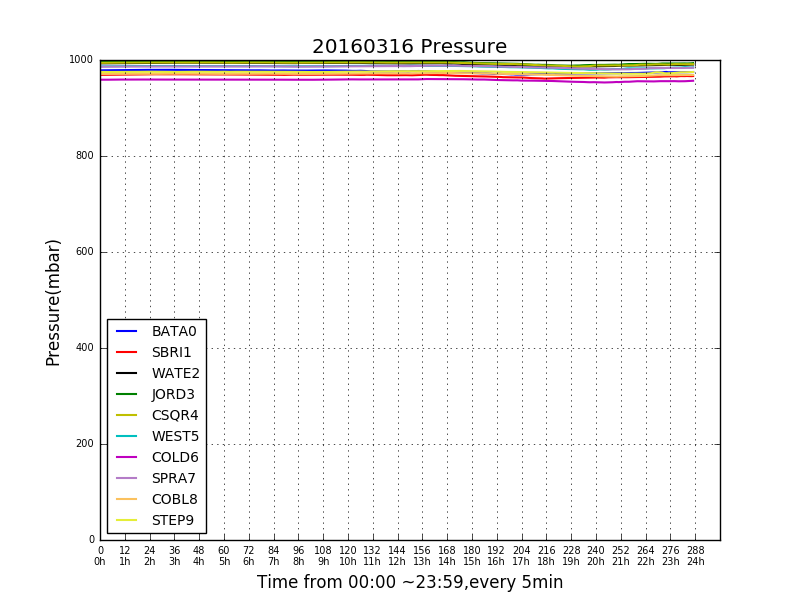 20160316 Pressure
1000
800
600
400
200
0
Pressure(mbar)
BATA0
SBRI1
WATE2
JORD3
CSQR4
WEST5
COLD6
SPRA7
COBL8
STEP9
0 12 24 36 48 60 72 84 96 108 120 132 144 156 168 180 192 204 216 228 240 252 264 276 288
0h 1h 2h 3h 4h 5h 6h 7h 8h 9h 10h 11h 12h 13h 14h 15h 16h 17h 18h 19h 20h 21h 22h 23h 24h
Time from 00:00 ~23:59,every 5min